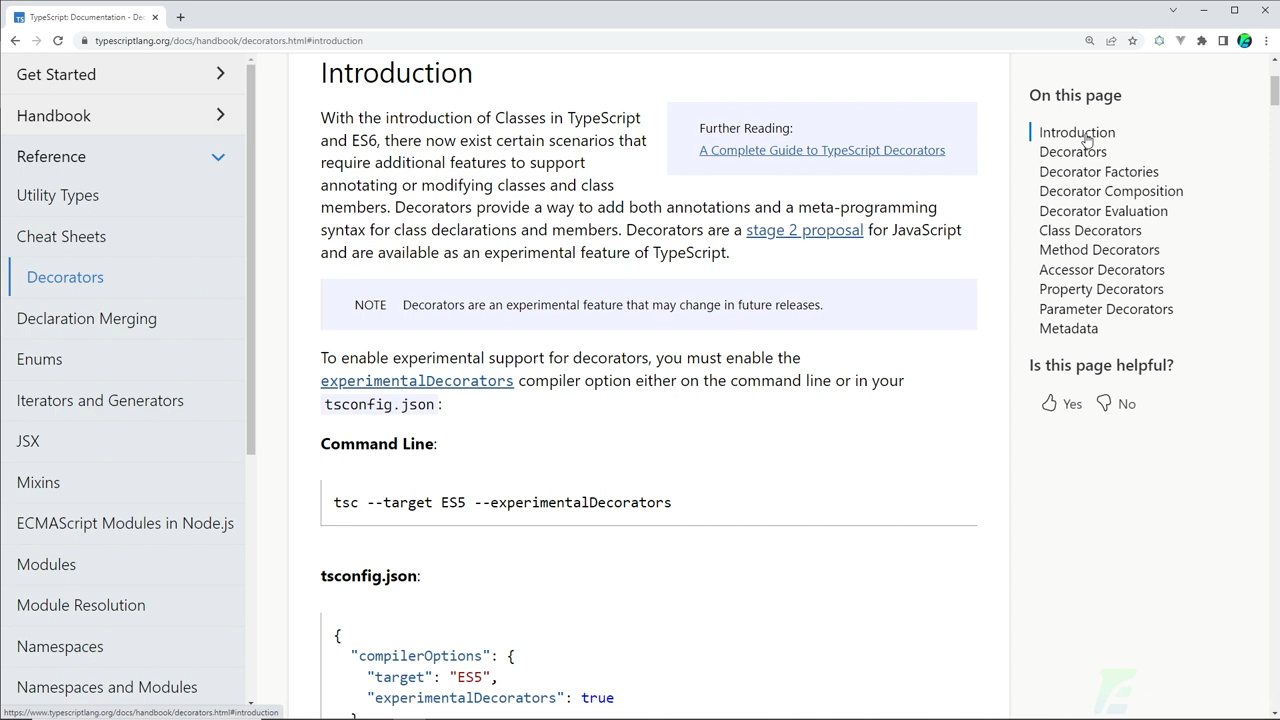 TypeScript: Documentation - Dec
typescriptlang.org/docs/handbook/decorators.html#introduction
Get Started
Handbook
Reference
Utility Types
Cheat Sheets
Decorators
Declaration Merging
Enums
Iterators and Generators
JSX
Mixins
ECMAScript Modules in Node.js
Modules
Module Resolution
Namespaces
Namespaces and Modules
https://www.typescriptlang.org/docs/handbook/decorators.html#introduction
Introduction
With the introduction of Classes in TypeScript
and ES6, there now exist certain scenarios that
require additional features to support
annotating or modifying classes and class
members. Decorators provide a way to add both annotations and a meta-programming
syntax for class declarations and members. Decorators are a stage 2 proposal for JavaScript
and are available as an experimental feature of TypeScript.
Further Reading:
A Complete Guide to TypeScript Decorators
NOTE Decorators are an experimental feature that may change in future releases.
To enable experimental support for decorators, you must enable the
experimentalDecorators compiler option either on the command line or in your
tsconfig.json:
Command Line:
tsc --target ES5 --experimentalDecorators
tsconfig.json:
{
"compilerOptions": {
"target": "ES5",
"experimentalDecorators": true
On this page
Introduction
Decorators
Decorator Factories
Decorator Composition
Decorator Evaluation
Class Decorators
Method Decorators
Accessor Decorators
Property Decorators
Parameter Decorators
Metadata
Is this page helpful?
Yes No